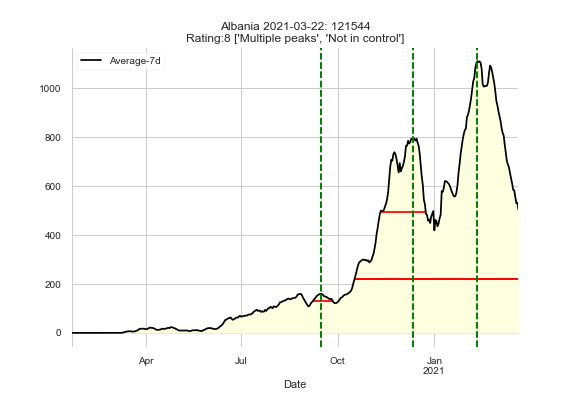 Albania 2021-03-22: 121544
Rating:8 ['Multiple peaks', 'Not in control']
Average-7d
1000
800
600
400
200
0
Apr
Jul
Oct
Jan
2021
Date